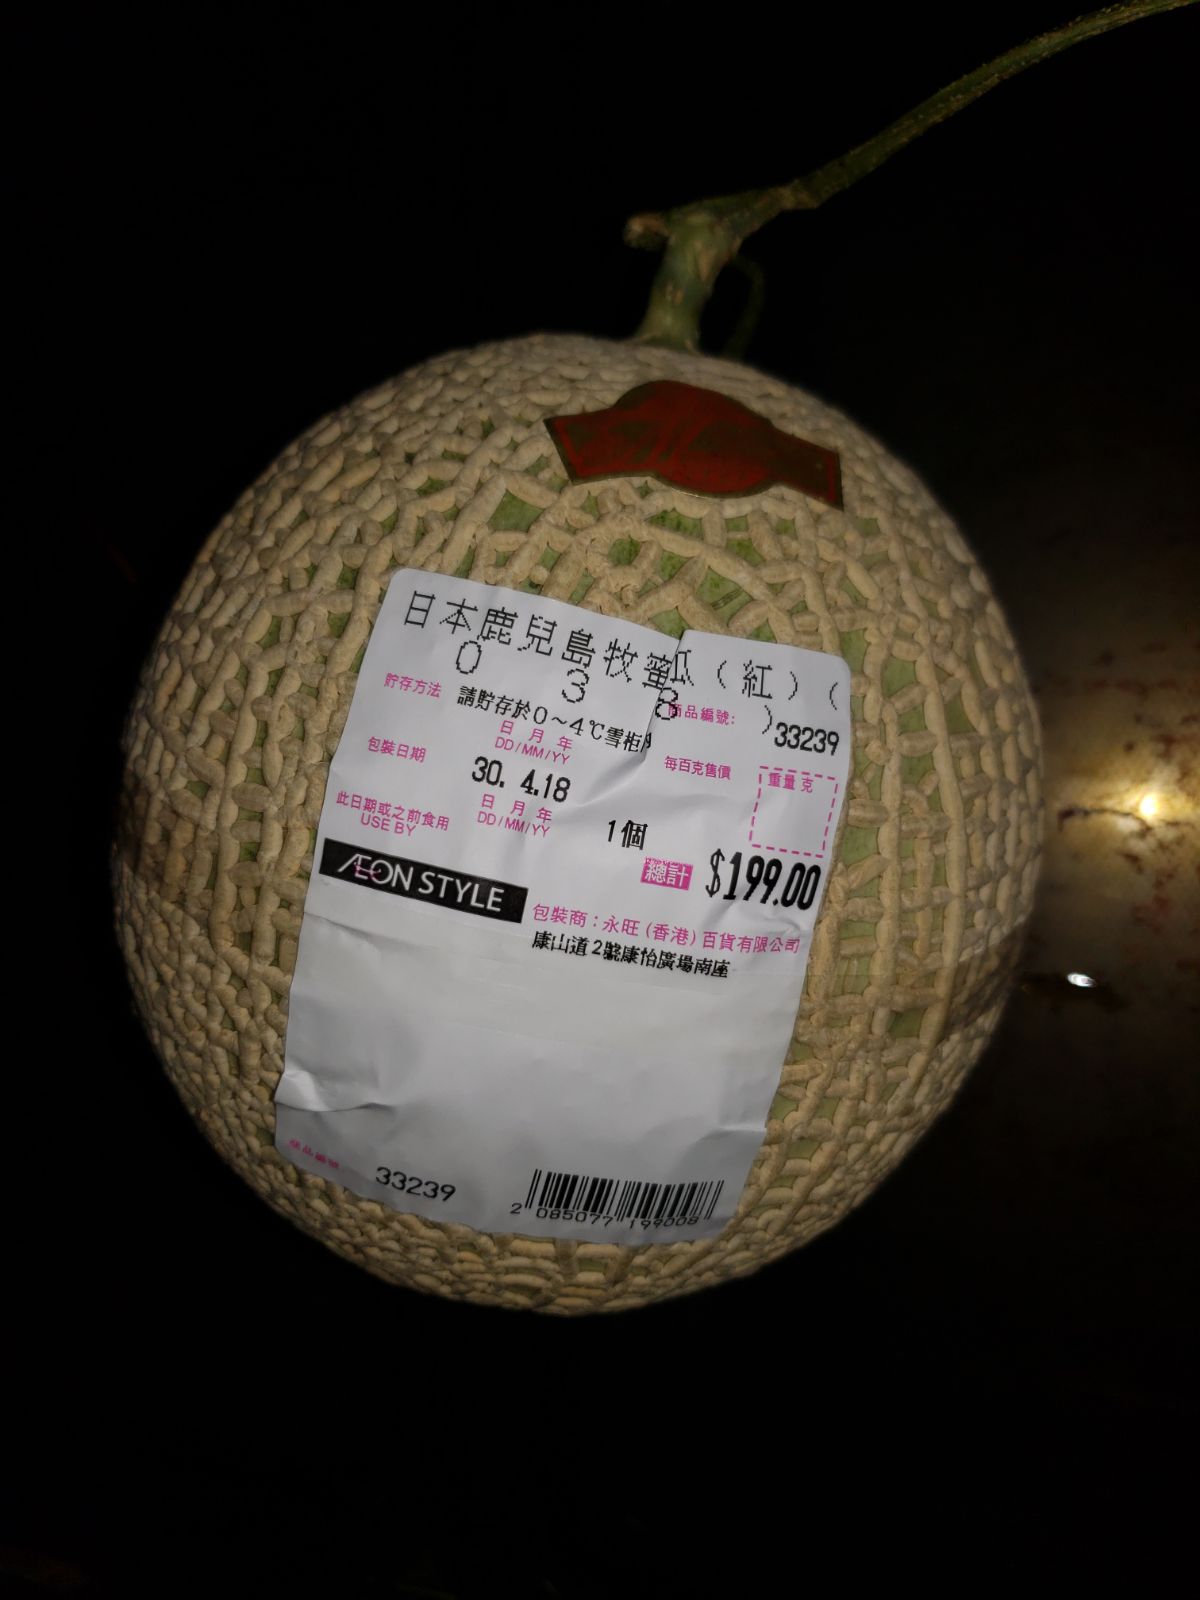 日本鹿兒島牧蜜瓜（紅）（
0 3 8 )
貯存方法 請貯存於0～4℃雪柜
商品編號: 33239
日 月 年
DD/MM/YY
包裝日期 30. 4.18
每百克售價 重量 克
日 月 年
DD/MM/YY
此日期或之前食用
USE BY
1個
總計 $199.00
ÆON STYLE
包裝商：永旺(香港)百貨有限公司
康山道2號康怡廣場南座
33239
2 085077 199008